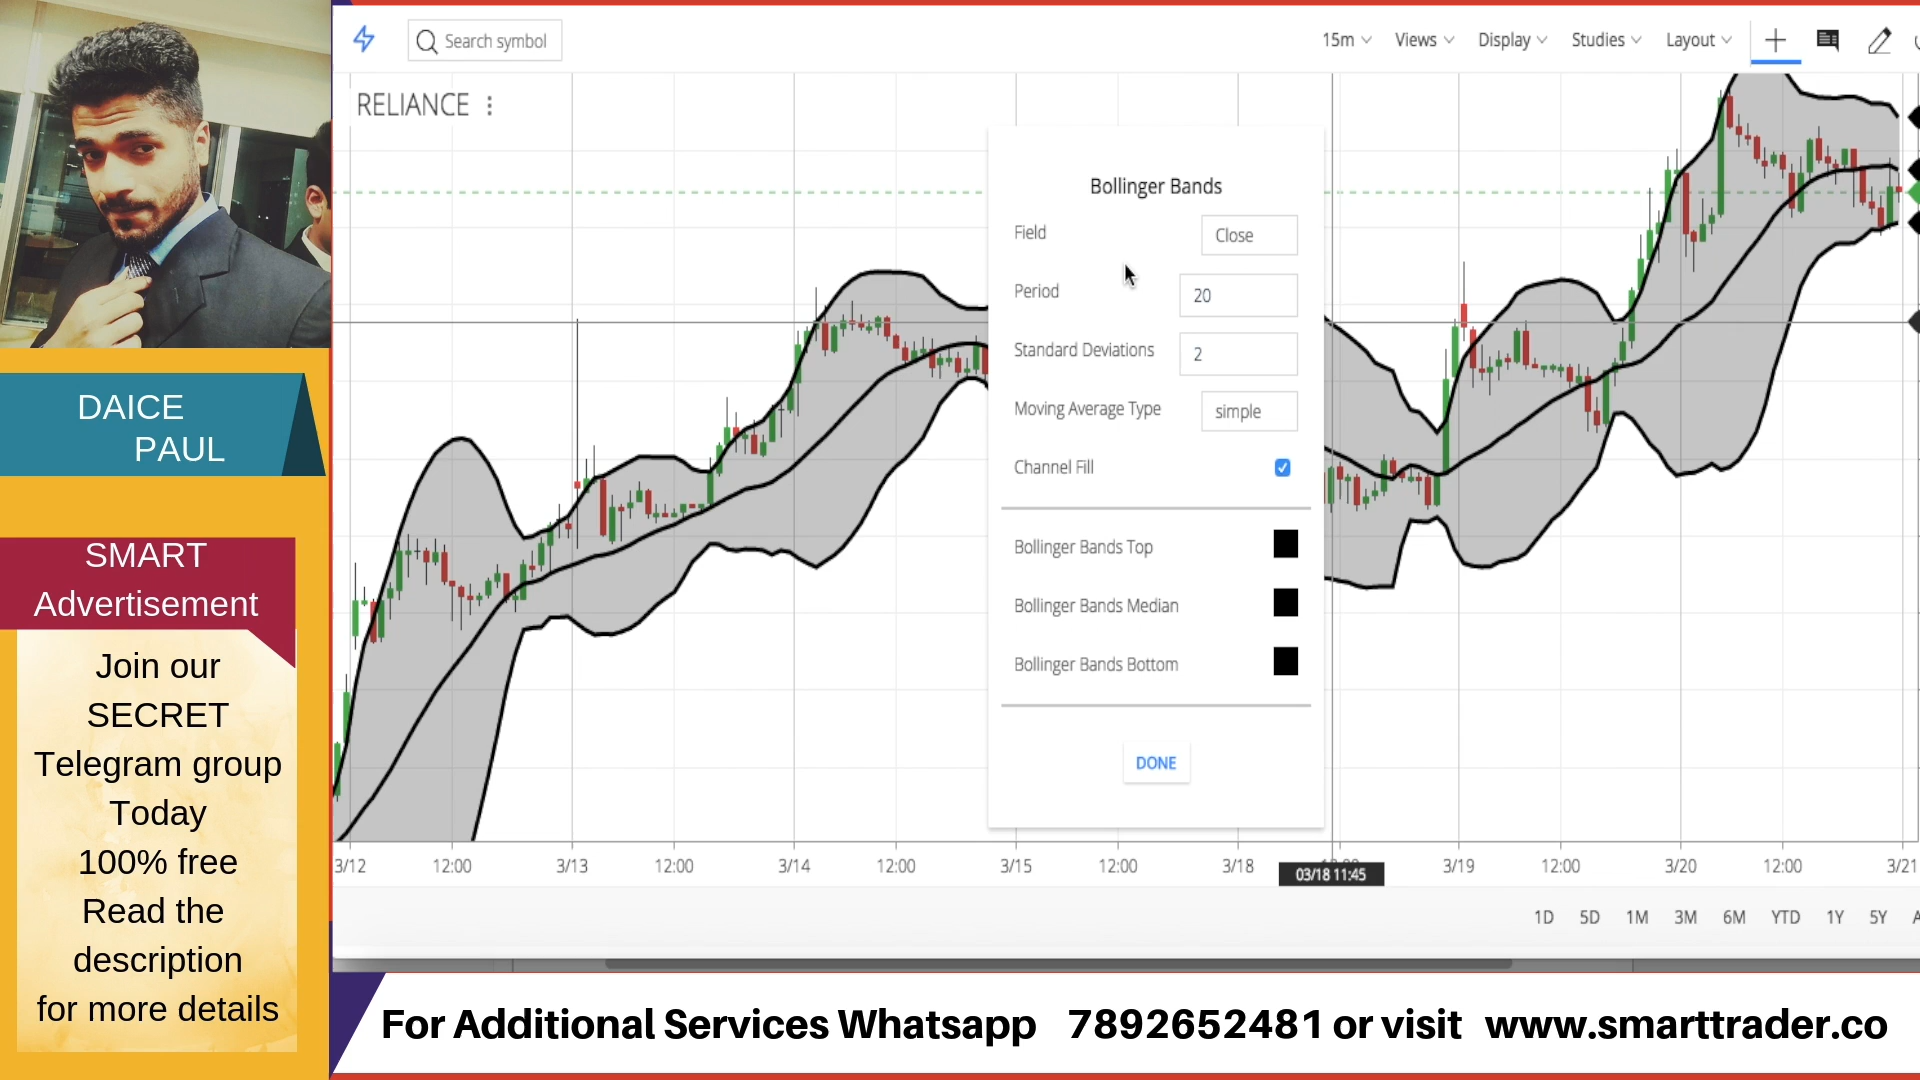 Search symbol
15m Views Display Studies Layout
RELIANCE
Bollinger Bands
Field Close
Period 20
Standard Deviations 2
Moving Average Type simple
Channel Fill
Bollinger Bands Top
Bollinger Bands Median
Bollinger Bands Bottom
DONE
3/12 12:00 3/13 12:00 3/14 12:00 3/15 12:00 3/18 3/19 12:00 3/20 12:00 3/21
03/18 11:45
1D 5D 1M 3M 6M YTD 1Y 5Y
DAICE
PAUL
SMART
Advertisement
Join our
SECRET
Telegram group
Today
100% free
Read the
description
for more details
For Additional Services Whatsapp 7892652481 or visit www.smarttrader.co